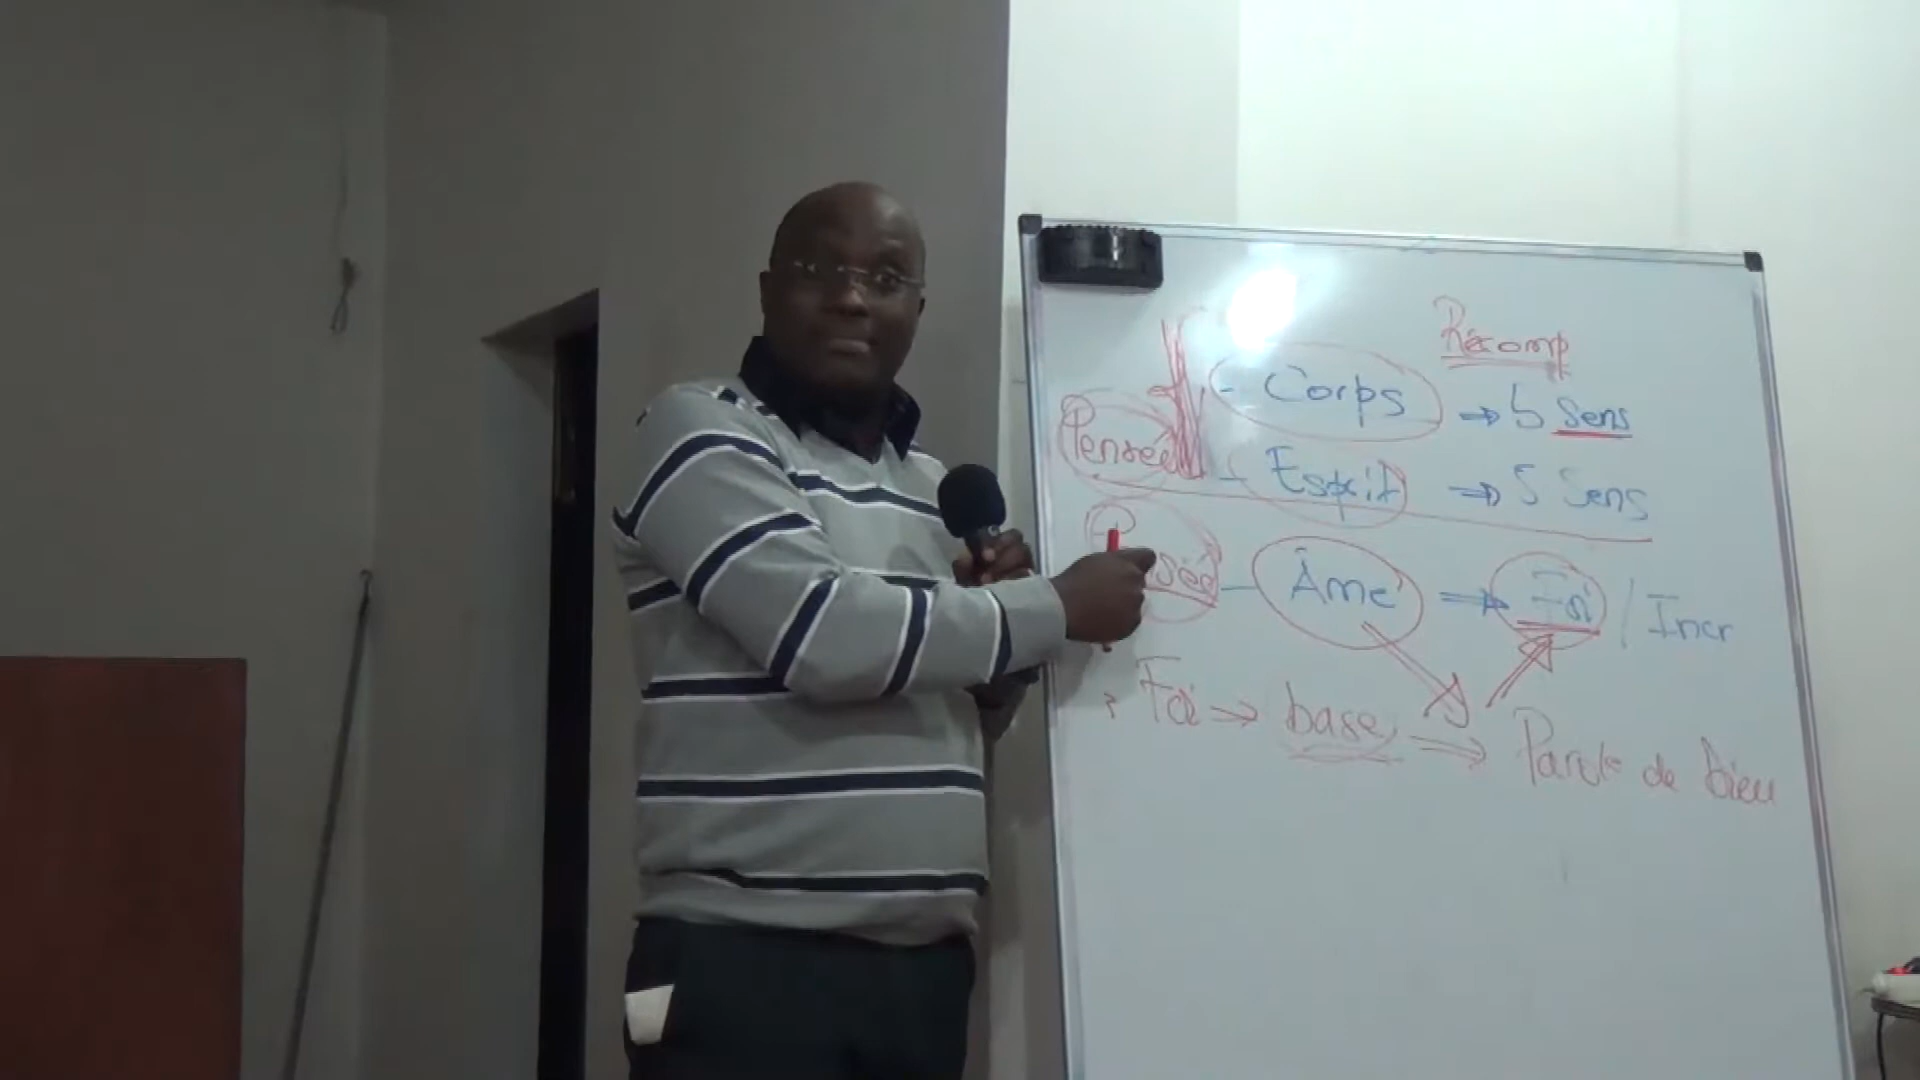 Récomp
- Corps ⇒ 5 Sens
Pensée
- Esprit ⇒ 5 Sens
- Âme ⇒ Foi / Incr
Foi → base ⇒ Parole de Dieu